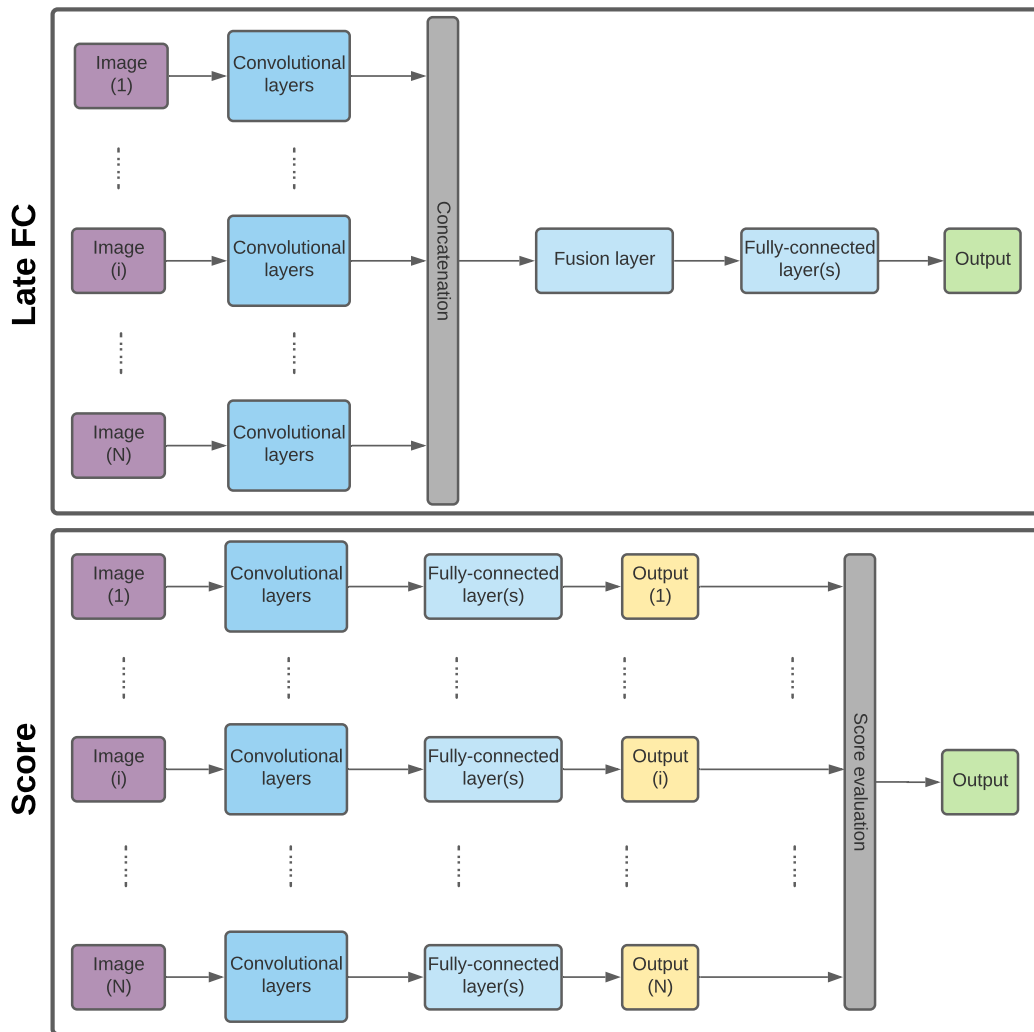 Late FC
Image
(1)
Convolutional
layers
Image
(i)
Convolutional
layers
Image
(N)
Convolutional
layers
Concatenation
Fusion layer
Fully-connected
layer(s)
Output
Score
Image
(1)
Convolutional
layers
Fully-connected
layer(s)
Output
(1)
Image
(i)
Convolutional
layers
Fully-connected
layer(s)
Output
(i)
Image
(N)
Convolutional
layers
Fully-connected
layer(s)
Output
(N)
Score evaluation
Output